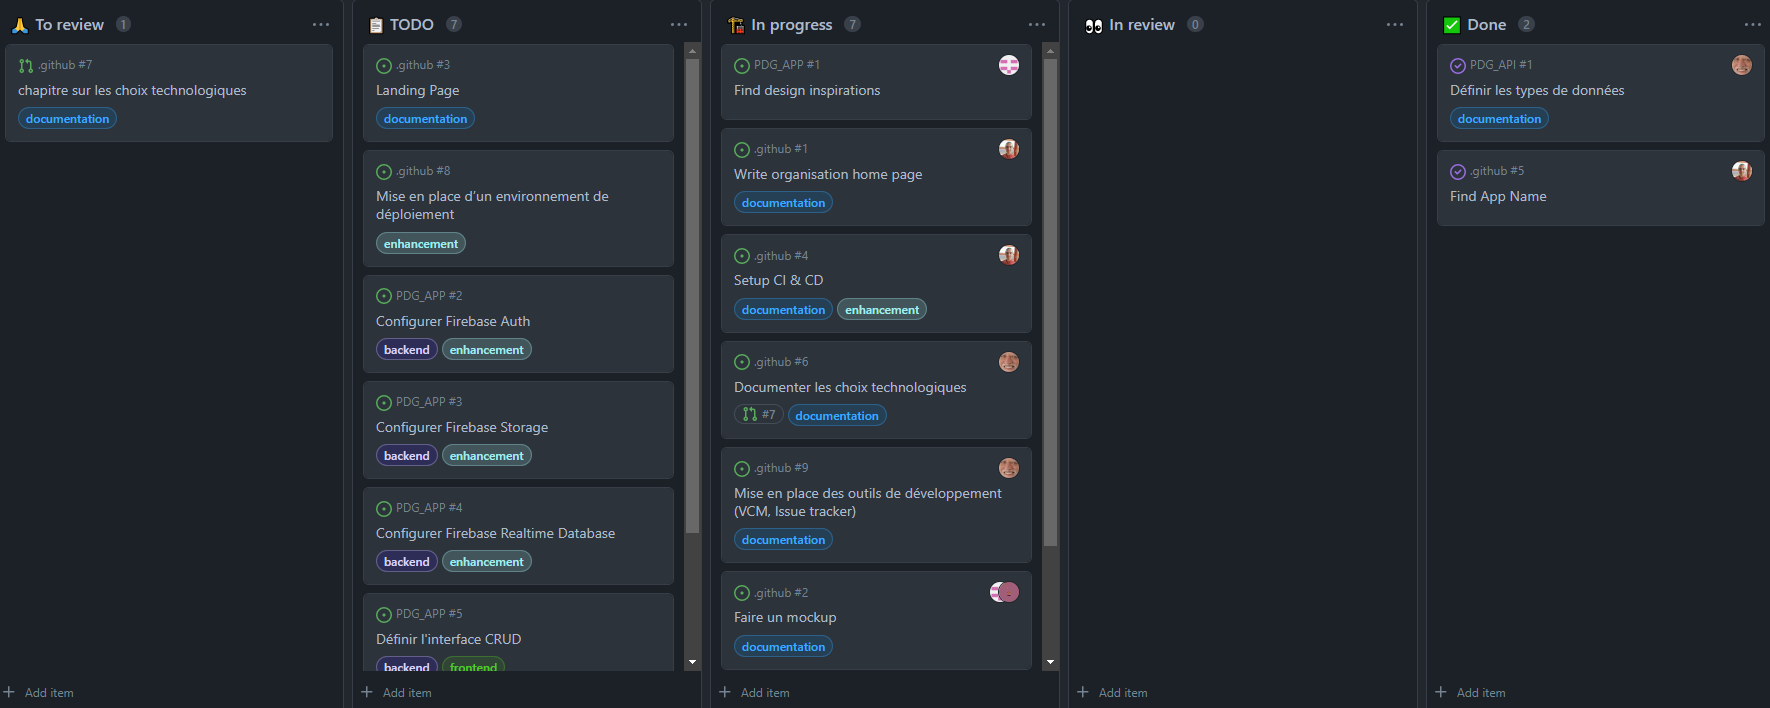 To review 1
.github #7
chapitre sur les choix technologiques
documentation
Add item
TODO 7
.github #3
Landing Page
documentation
.github #8
Mise en place d'un environnement de
déploiement
enhancement
PDG_APP #2
Configurer Firebase Auth
backend enhancement
PDG_APP #3
Configurer Firebase Storage
backend enhancement
PDG_APP #4
Configurer Firebase Realtime Database
backend enhancement
PDG_APP #5
Définir l'interface CRUD
backend frontend
Add item
In progress 7
PDG_APP #1
Find design inspirations
.github #1
Write organisation home page
documentation
.github #4
Setup CI & CD
documentation enhancement
.github #6
Documenter les choix technologiques
#7 documentation
.github #9
Mise en place des outils de développement
(VCM, Issue tracker)
documentation
.github #2
Faire un mockup
documentation
Add item
In review 0
Add item
Done 2
PDG_API #1
Définir les types de données
documentation
.github #5
Find App Name
Add item